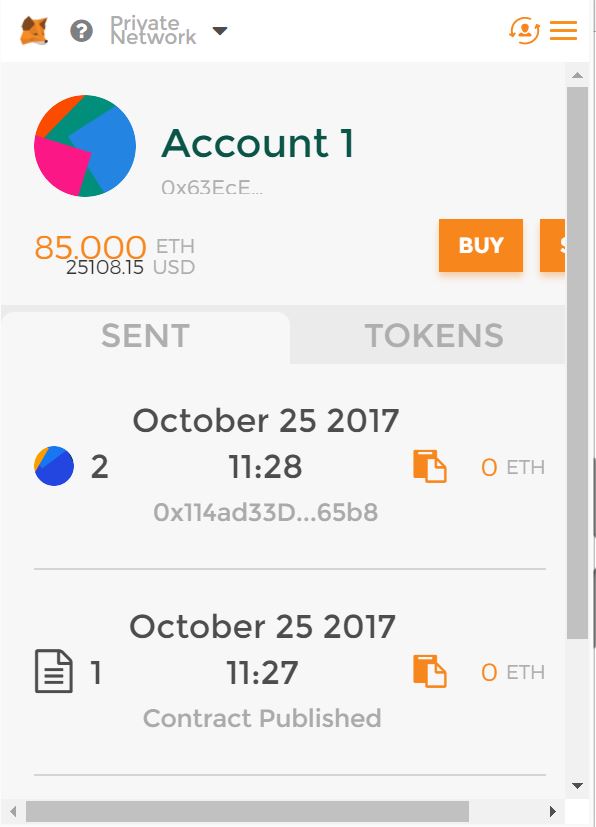 ?
Private
Network
Account 1
0x63EcE...
85.000 ETH
25108.15 USD
BUY
SENT
TOKENS
October 25 2017
2 11:28 0 ETH
0x114ad33D...65b8
October 25 2017
1 11:27 0 ETH
Contract Published